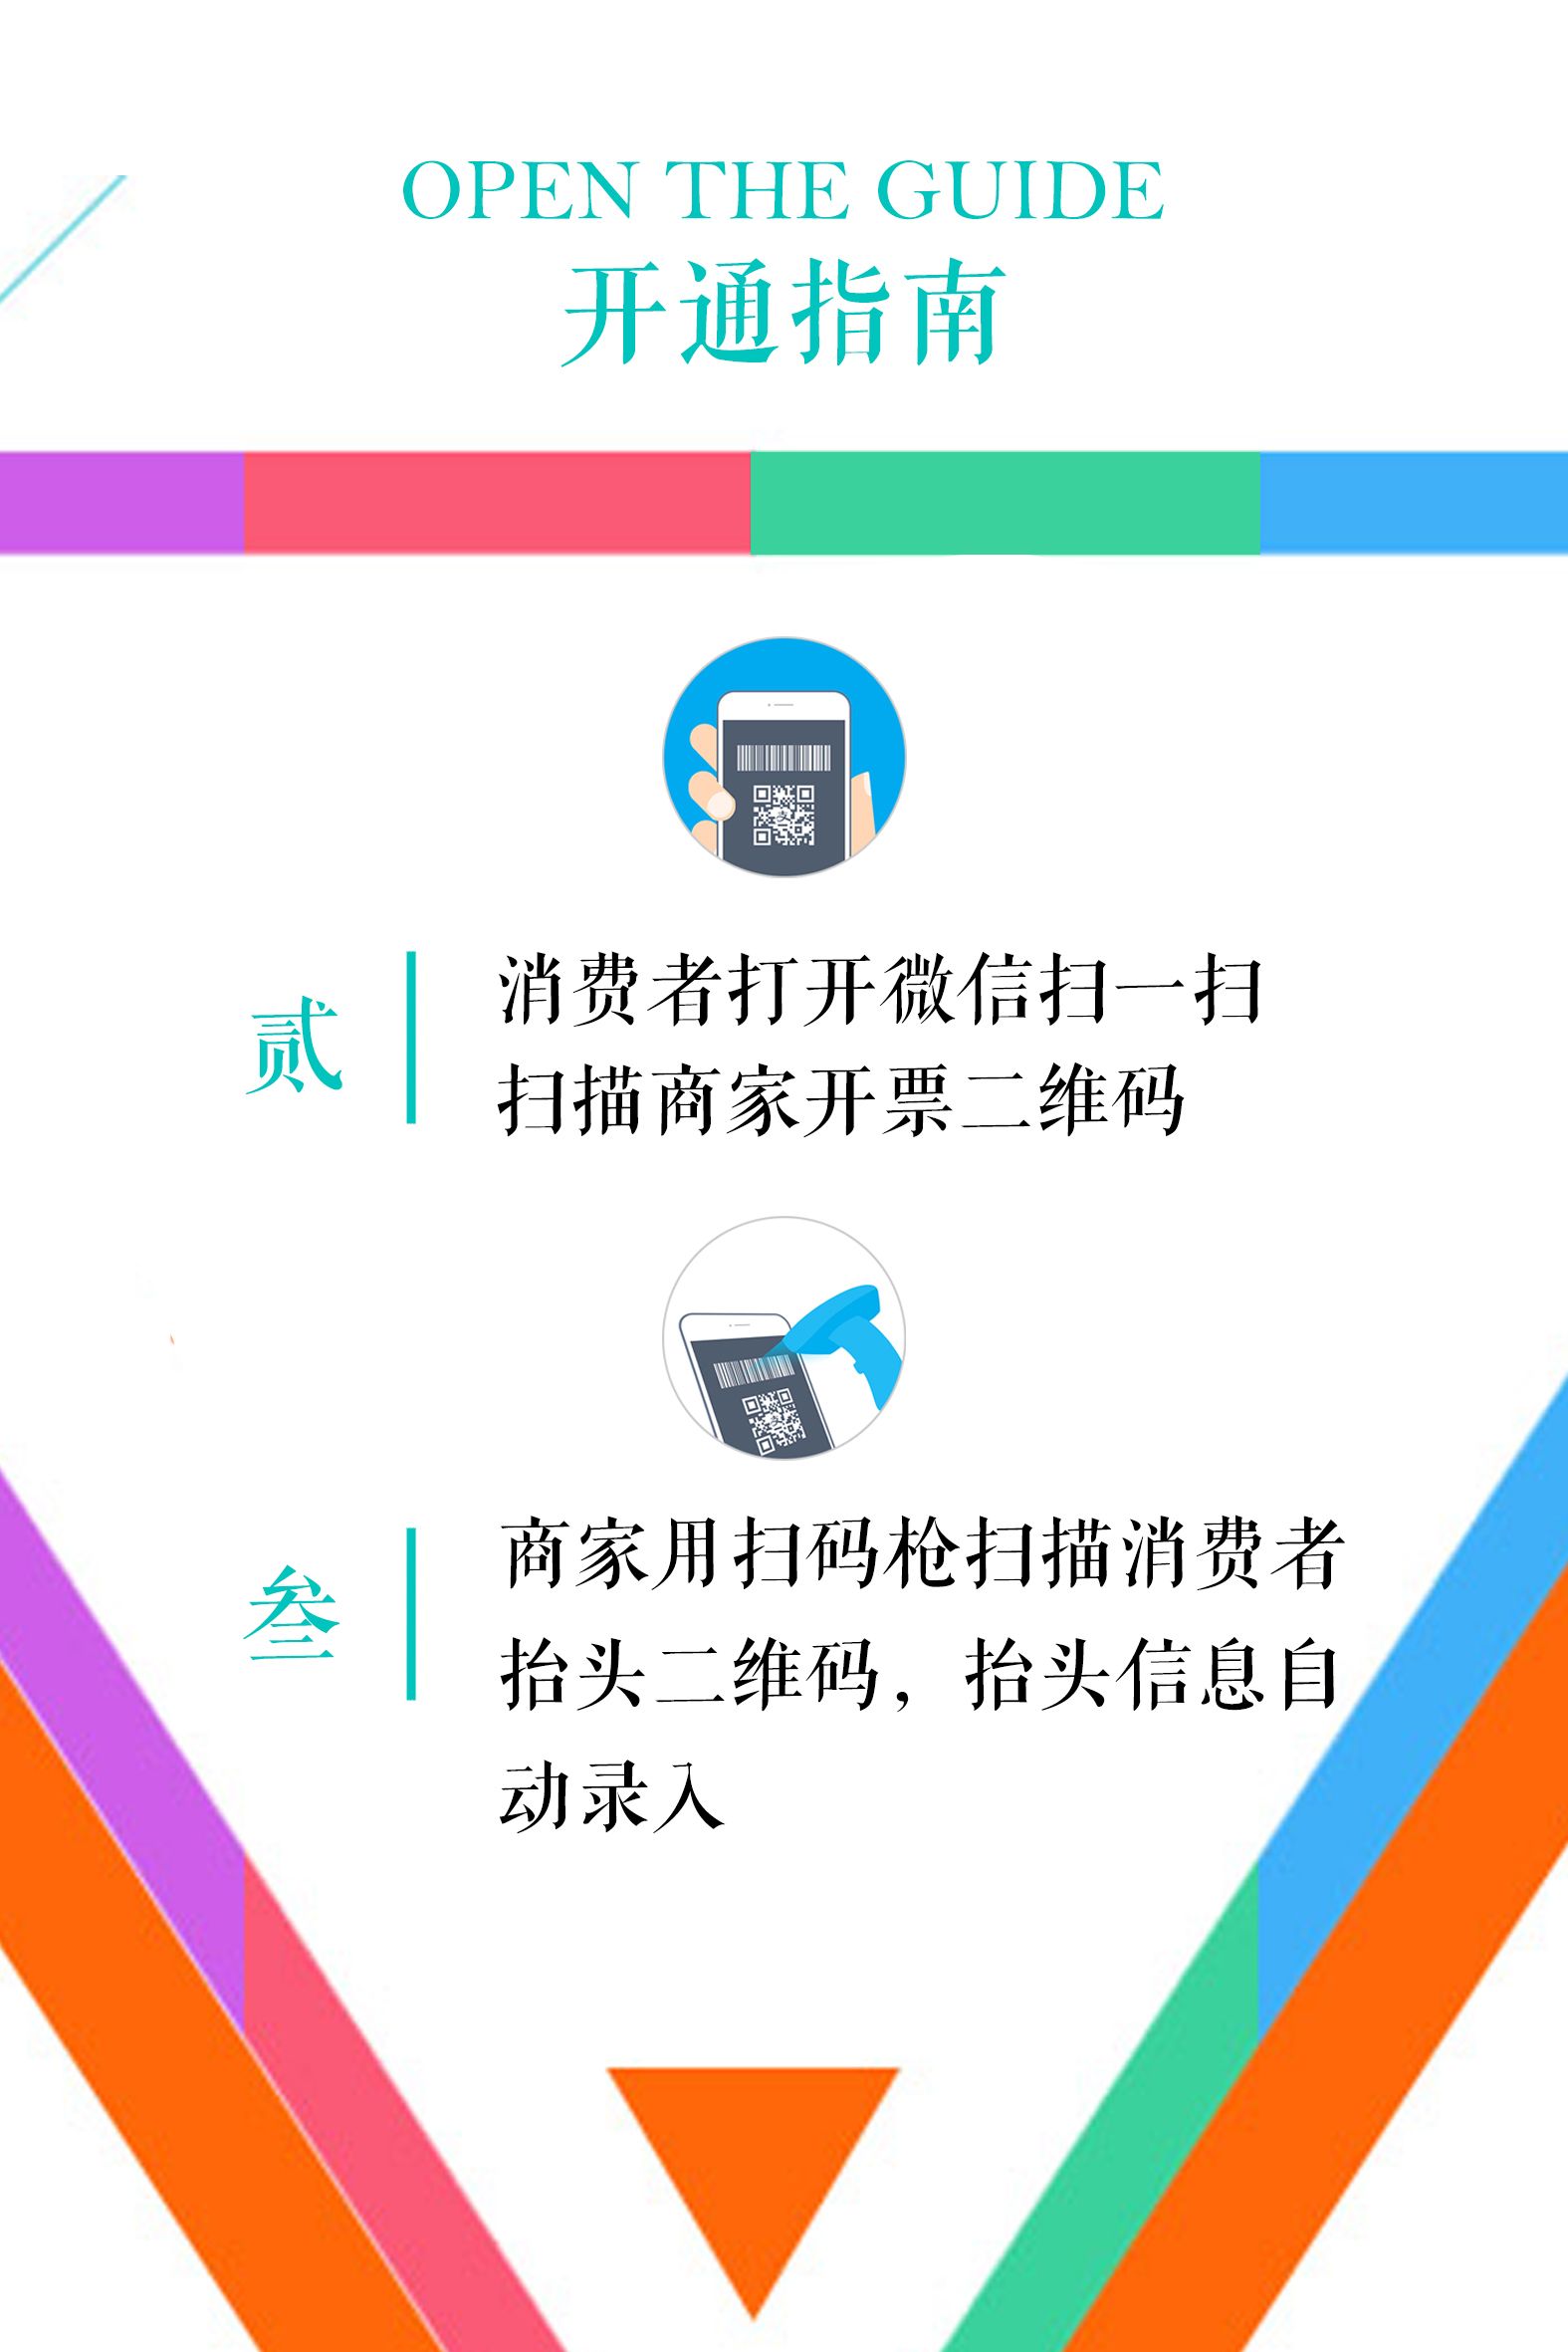 OPEN THE GUIDE
开通指南
贰
消费者打开微信扫一扫
扫描商家开票二维码
叁
商家用扫码枪扫描消费者
抬头二维码，抬头信息自
动录入